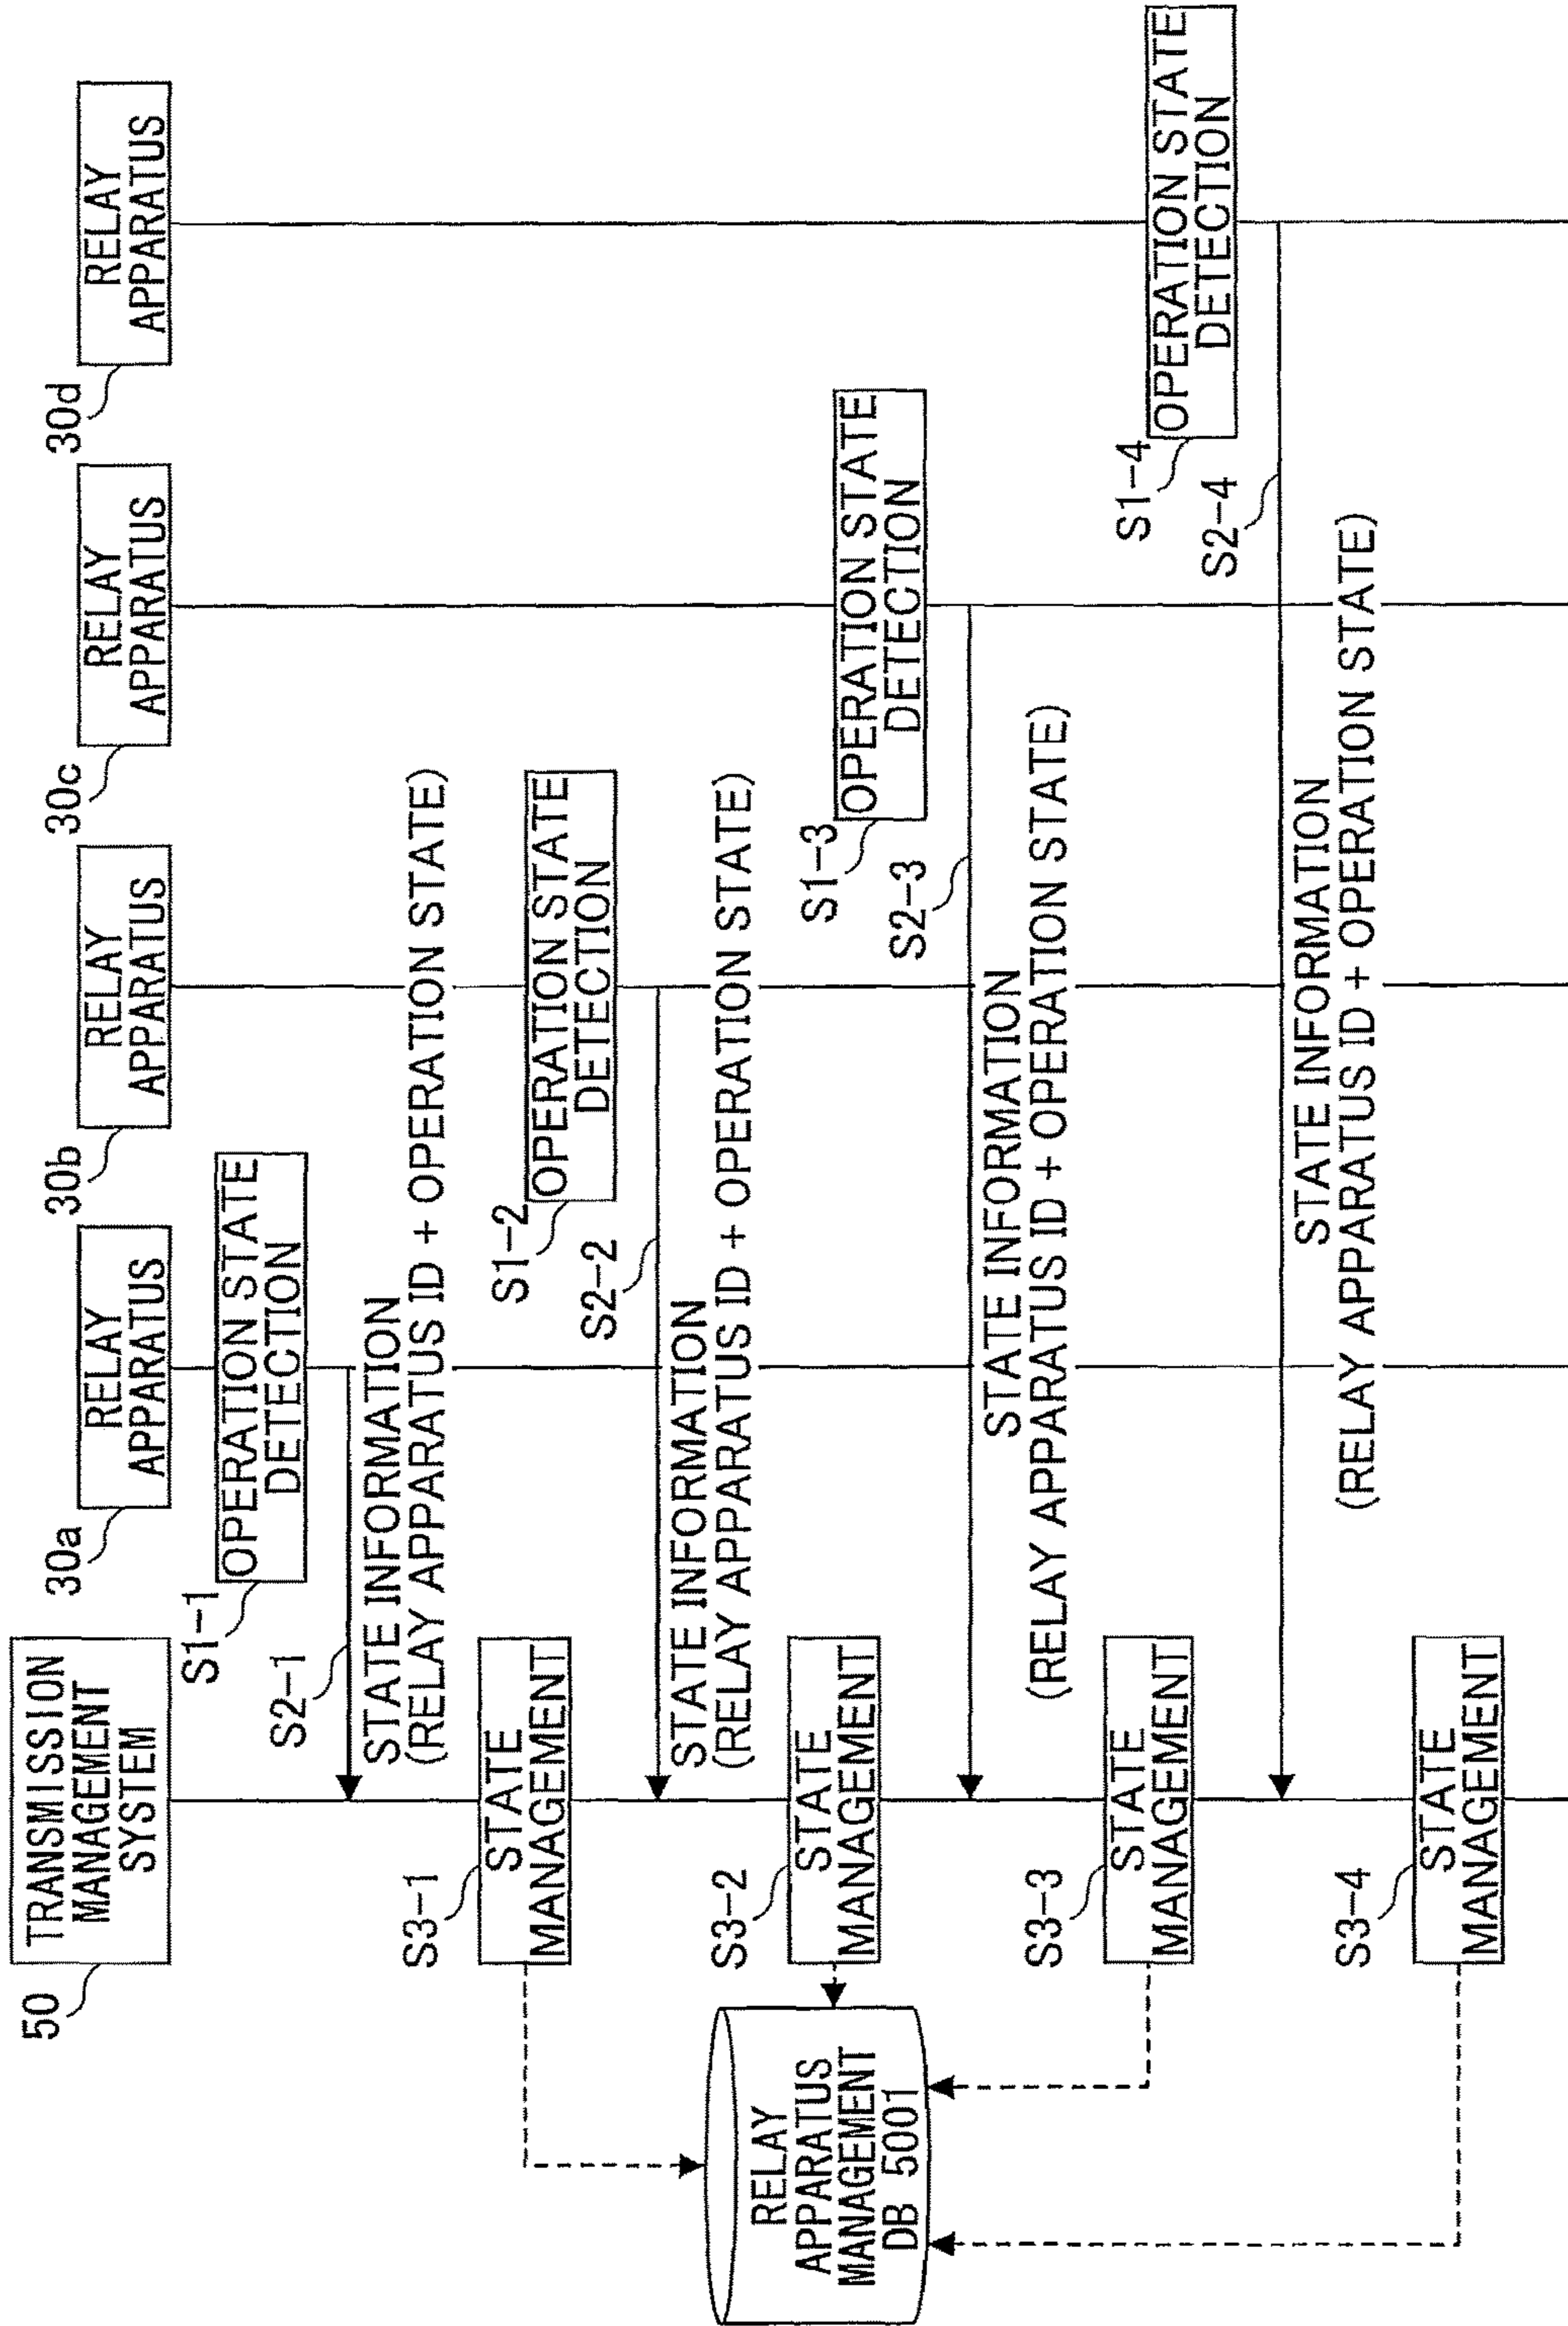 50
TRANSMISSION
MANAGEMENT
SYSTEM
30a
RELAY
APPARATUS
30b
RELAY
APPARATUS
30c
RELAY
APPARATUS
30d
RELAY
APPARATUS
S1-1
OPERATION STATE
DETECTION
S2-1
STATE INFORMATION
(RELAY APPARATUS ID + OPERATION STATE)
S3-1
STATE
MANAGEMENT
S1-2
OPERATION STATE
DETECTION
S2-2
STATE INFORMATION
(RELAY APPARATUS ID + OPERATION STATE)
S3-2
STATE
MANAGEMENT
RELAY
APPARATUS
MANAGEMENT
DB 5001
S1-3
OPERATION STATE
DETECTION
S2-3
STATE INFORMATION
(RELAY APPARATUS ID + OPERATION STATE)
S3-3
STATE
MANAGEMENT
S1-4
OPERATION STATE
DETECTION
S2-4
STATE INFORMATION
(RELAY APPARATUS ID + OPERATION STATE)
S3-4
STATE
MANAGEMENT